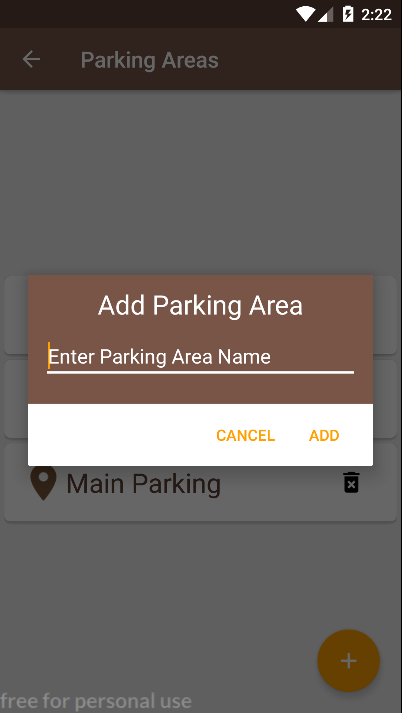 2:22
Parking Areas
Add Parking Area
Enter Parking Area Name
CANCEL ADD
Main Parking
free for personal use